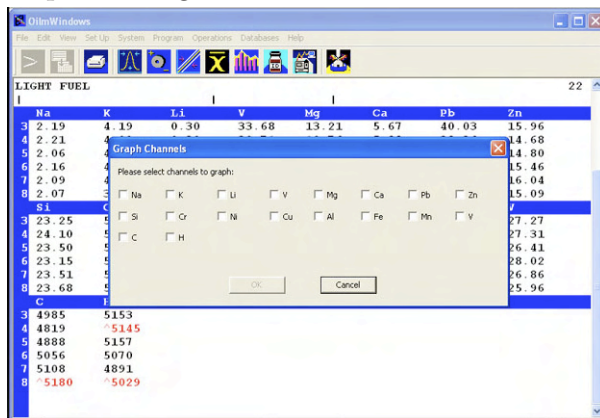 OilmWindows
File Edit View Set Up System Program Operations Databases Help
LIGHT FUEL 22
Na K Li V Mg Ca Pb Zn
3 2.19 4.19 0.30 33.68 13.21 5.67 40.03 15.96
4 2.21 14.68
5 2.06 14.80
6 2.16 15.46
7 2.09 16.04
8 2.07 15.09
Graph Channels
Please select channels to graph:
Na K Li V Mg Ca Pb Zn
Si Cr Ni Cu Al Fe Mn V
C H
OK Cancel
Si
3 23.25 27.27
4 24.10 27.31
5 23.50 26.41
6 23.15 28.02
7 23.51 26.86
8 23.68 25.96
C
3 4985 5153
4 4819 ^5145
5 4888 5157
6 5056 5070
7 5108 4891
8 ^5180 ^5029